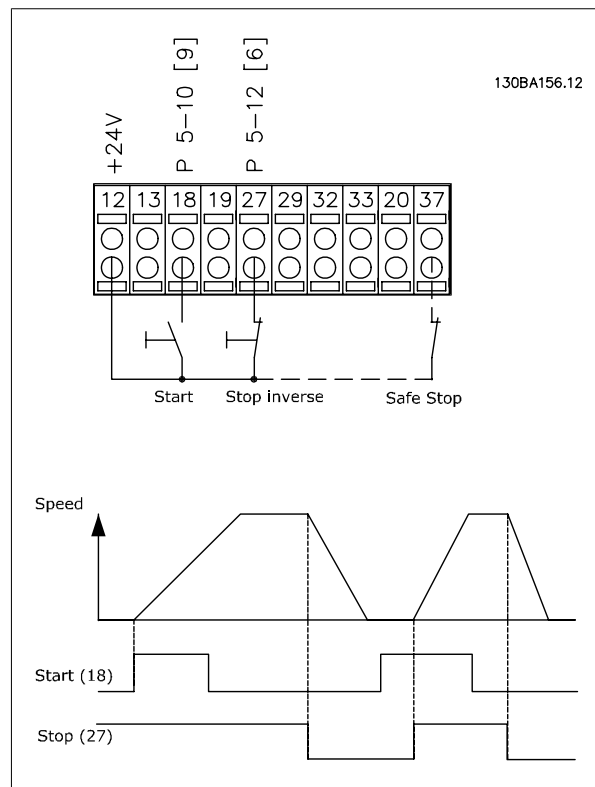 130BA156.12
+24V
P 5-10 [9]
P 5-12 [6]
12 13 18 19 27 29 32 33 20 37
Start Stop inverse Safe Stop
Speed
Start (18)
Stop (27)